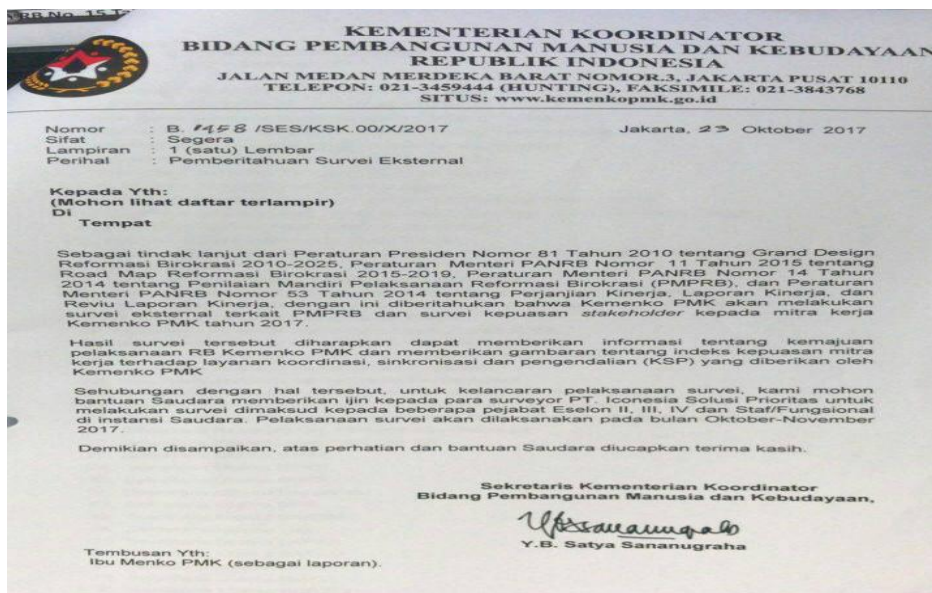 RB No. 15 T
KEMENTERIAN KOORDINATOR
BIDANG PEMBANGUNAN MANUSIA DAN KEBUDAYAAN
REPUBLIK INDONESIA
JALAN MEDAN MERDEKA BARAT NOMOR.3, JAKARTA PUSAT 10110
TELEPON: 021-3459444 (HUNTING), FAKSIMILE: 021-3843768
SITUS: www.kemenkopmk.go.id
Nomor : B. /SES/KSK.00/X/2017 Jakarta, 23 Oktober 2017
Sifat : Segera
Lampiran : 1 (satu) Lembar
Perihal : Pemberitahuan Survei Eksternal
Kepada Yth:
(Mohon lihat daftar terlampir)
Di
Tempat
Sebagai tindak lanjut dari Peraturan Presiden Nomor 81 Tahun 2010 tentang Grand Design
Reformasi Birokrasi 2010-2025, Peraturan Menteri PANRB Nomor 11 Tahun 2015 tentang
Road Map Reformasi Birokrasi 2015-2019, Peraturan Menteri PANRB Nomor 14 Tahun
2014 tentang Penilaian Mandiri Pelaksanaan Reformasi Birokrasi (PMPRB), dan Peraturan
Menteri PANRB Nomor 53 Tahun 2014 tentang Perjanjian Kinerja, Laporan Kinerja, dan
Reviu Laporan Kinerja, dengan ini diberitahukan bahwa Kemenko PMK akan melakukan
survei eksternal terkait PMPRB dan survei kepuasan stakeholder kepada mitra kerja
Kemenko PMK tahun 2017.
Hasil survei tersebut diharapkan dapat memberikan informasi tentang kemajuan
pelaksanaan RB Kemenko PMK dan memberikan gambaran tentang indeks kepuasan mitra
kerja terhadap layanan koordinasi, sinkronisasi dan pengendalian (KSP) yang diberikan oleh
Kemenko PMK
Sehubungan dengan hal tersebut, untuk kelancaran pelaksanaan survei, kami mohon
bantuan Saudara memberikan ijin kepada para surveyor PT. Iconesia Solusi Prioritas untuk
melakukan survei dimaksud kepada beberapa pejabat Eselon II, III, IV dan Staf/Fungsional
di instansi Saudara. Pelaksanaan survei akan dilaksanakan pada bulan Oktober-November
2017.
Demikian disampaikan, atas perhatian dan bantuan Saudara diucapkan terima kasih.
Sekretaris Kementerian Koordinator
Bidang Pembangunan Manusia dan Kebudayaan,
Y.B. Satya Sananugraha
Tembusan Yth:
Ibu Menko PMK (sebagai laporan).